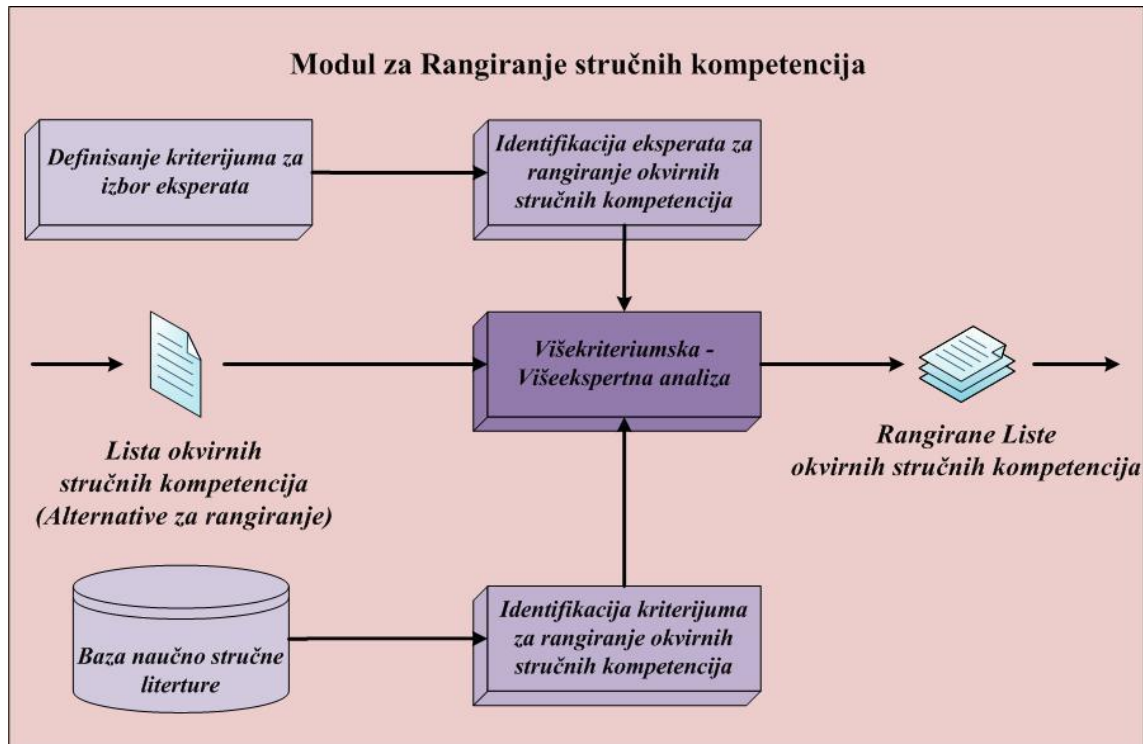 Modul za Rangiranje stručnih kompetencija
Definisanje kriterijuma za
izbor eksperata
Identifikacija eksperata za
rangiranje okvirnih
stručnih kompetencija
Lista okvirnih
stručnih kompetencija
(Alternative za rangiranje)
Višekriteriumska -
Višeekspertna analiza
Rangirane Liste
okvirnih stručnih kompetencija
Baza naučno stručne
literture
Identifikacija kriterijuma
za rangiranje okvirnih
stručnih kompetencija